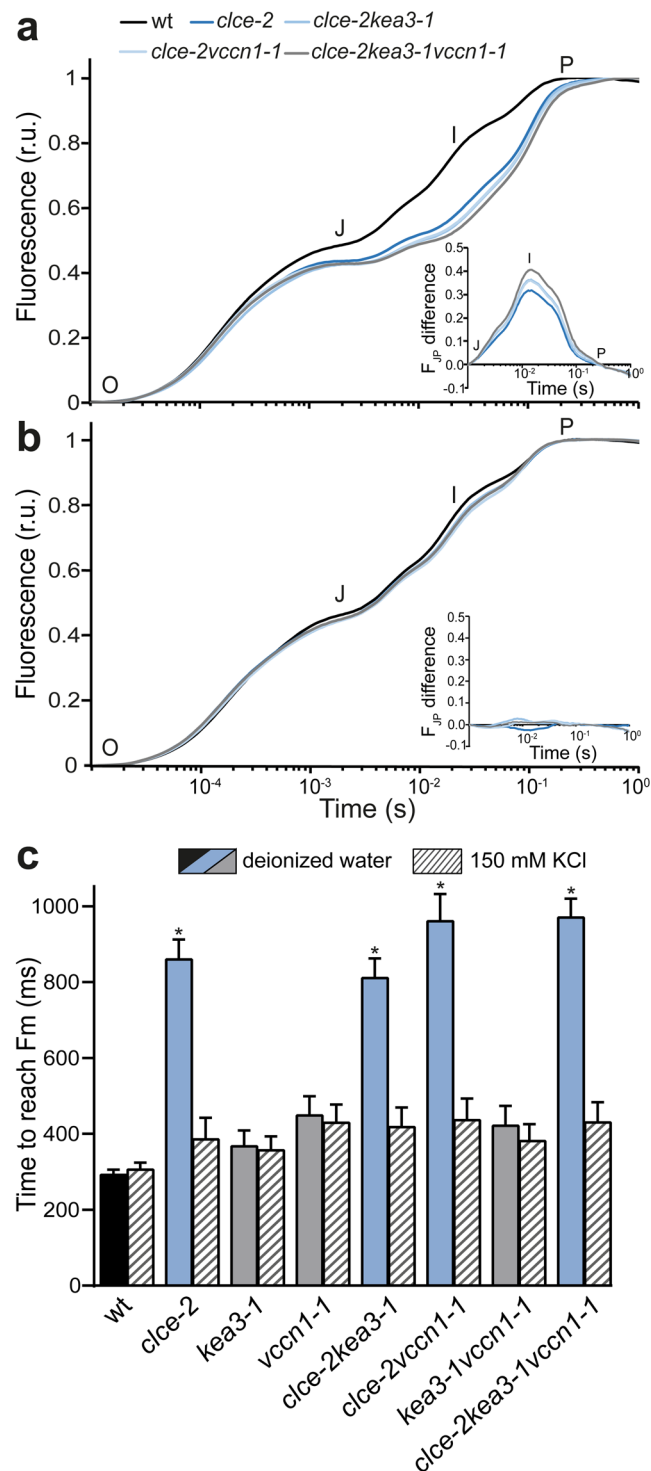 a
wt clce-2 clce-2kea3-1
clce-2vccn1-1 clce-2kea3-1vccn1-1
Fluorescence (r.u.)
1
0.8
0.6
0.4
0.2
0
O
J
I
P
F_JP difference
0.5
0.4
0.3
0.2
0.1
0.0
-0.1
J
I
P
10⁻² 10⁻¹ 10⁰
Time (s)
b
Fluorescence (r.u.)
1
0.8
0.6
0.4
0.2
0
O
J
I
P
F_JP difference
0.5
0.4
0.3
0.2
0.1
0.0
-0.1
10⁻² 10⁻¹ 10⁰
Time (s)
10⁻⁴ 10⁻³ 10⁻² 10⁻¹ 10⁰
Time (s)
c
deionized water 150 mM KCl
Time to reach Fm (ms)
1000
800
600
400
200
0
* * * *
wt
clce-2
kea3-1
vccn1-1
clce-2kea3-1
clce-2vccn1-1
kea3-1vccn1-1
clce-2kea3-1vccn1-1